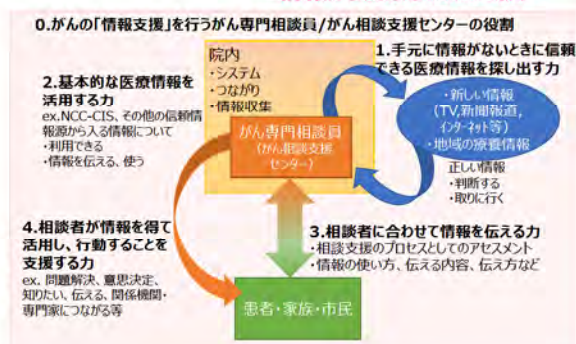 0.がんの「情報支援」を行うがん専門相談員/がん相談支援センターの役割
院内
・システム
・つながり
・情報収集
がん専門相談員
(がん相談支援
センター)
1.手元に情報がないときに信頼
できる医療情報を探し出す力
・新しい情報
(TV,新聞報道,
インターネット等)
・地域の療養情報
正しい情報
・判断する
・取りに行く
2.基本的な医療情報を
活用する力
ex.NCC-CIS、その他の信頼情
報源から入る情報について
・利用できる
・情報を伝える、使う
3.相談者に合わせて情報を伝える力
・相談支援のプロセスとしてのアセスメント
・情報の使い方、伝える内容、伝え方など
4.相談者が情報を得て
活用し、行動することを
支援する力
ex. 問題解決、意思決定、
知りたい、伝える、関係機関・
専門家につながる等
患者・家族・市民